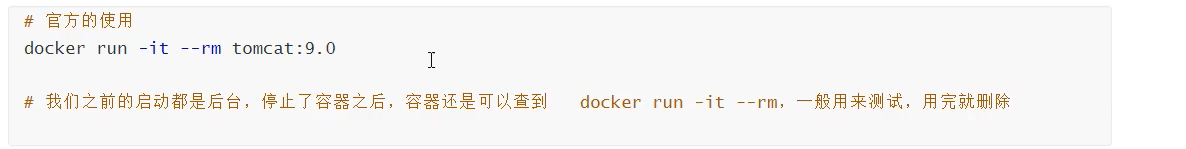 # 官方的使用
docker run -it --rm tomcat:9.0
# 我们之前的启动都是后台，停止了容器之后，容器还是可以查到   docker run -it --rm，一般用来测试，用完就删除